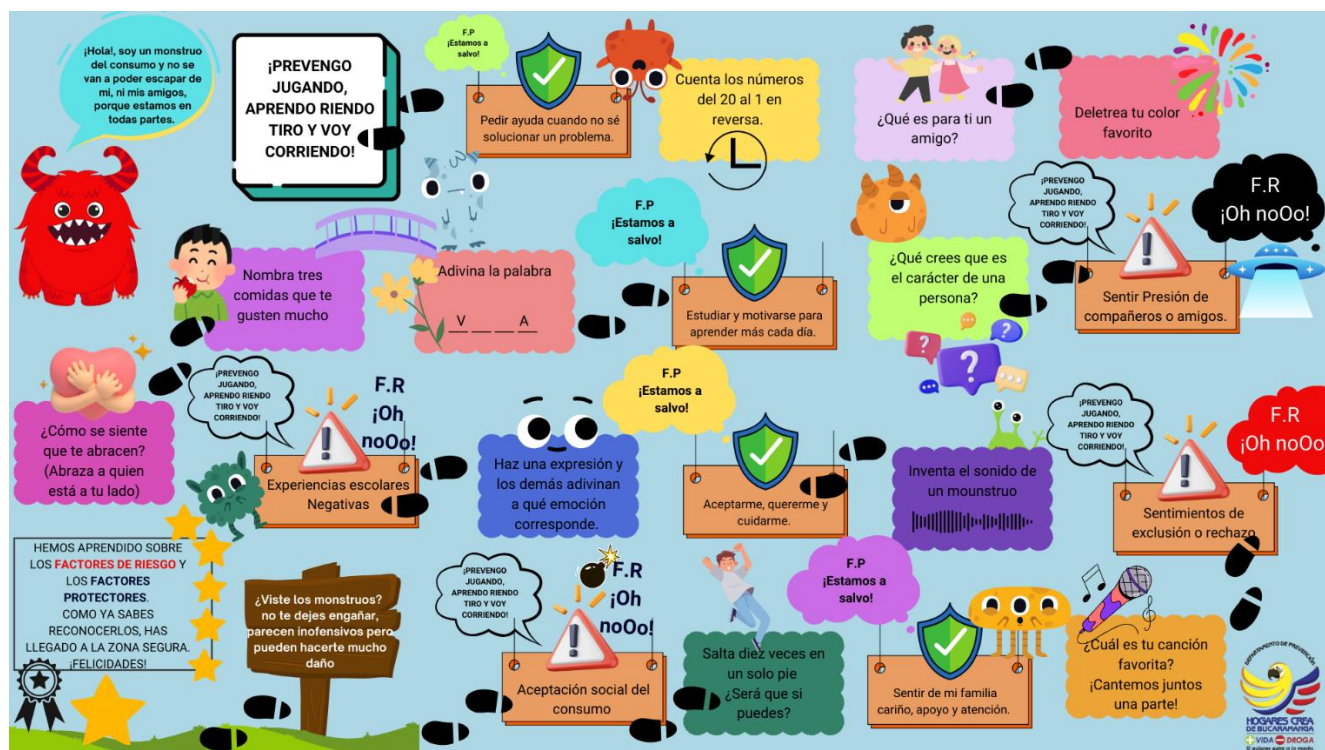 ¡Hola!, soy un monstruo
del consumo y no se
van a poder escapar de
mi, ni mis amigos,
porque estamos en
todas partes.
¡PREVENGO
JUGANDO,
APRENDO RIENDO
TIRO Y VOY
CORRIENDO!
F.P
¡Estamos a
salvo!
Pedir ayuda cuando no sé
solucionar un problema.
Cuenta los números
del 20 al 1 en
reversa.
¿Qué es para ti un
amigo?
Deletrea tu color
favorito
Nombra tres
comidas que te
gusten mucho
Adivina la palabra
V __ __ A
F.P
¡Estamos a
salvo!
Estudiar y motivarse para
aprender más cada día.
¿Qué crees que es
el carácter de una
persona?
¡PREVENGO
JUGANDO,
APRENDO RIENDO
TIRO Y VOY
CORRIENDO!
F.R
¡Oh noOo!
Sentir Presión de
compañeros o amigos.
¿Cómo se siente
que te abracen?
(Abraza a quien
está a tu lado)
¡PREVENGO
JUGANDO,
APRENDO RIENDO
TIRO Y VOY
CORRIENDO!
F.R
¡Oh
noOo!
Experiencias escolares
Negativas
Haz una expresión y
los demás adivinan
a qué emoción
corresponde.
F.P
¡Estamos a
salvo!
Aceptarme, quererme y
cuidarme.
Inventa el sonido de
un mounstruo
¡PREVENGO
JUGANDO,
APRENDO RIENDO
TIRO Y VOY
CORRIENDO!
F.R
¡Oh noOo
Sentimientos de
exclusión o rechazo
HEMOS APRENDIDO SOBRE
LOS FACTORES DE RIESGO Y
LOS FACTORES
PROTECTORES.
COMO YA SABES
RECONOCERLOS, HAS
LLEGADO A LA ZONA SEGURA.
¡FELICIDADES!
¿Viste los monstruos?
no te dejes engañar,
parecen inofensivos pero
pueden hacerte mucho
daño
¡PREVENGO
JUGANDO,
APRENDO RIENDO
TIRO Y VOY
CORRIENDO!
F.R
¡Oh
noOo!
Aceptación social del
consumo
Salta diez veces en
un solo pie
¿Será que si
puedes?
F.P
¡Estamos a
salvo!
Sentir de mi familia
cariño, apoyo y atención.
¿Cuál es tu canción
favorita?
¡Cantemos juntos
una parte!
DEPARTAMENTO DE PREVENCIÓN
HOGARES CREA
DE BUCARAMANGA
+ VIDA - DROGA